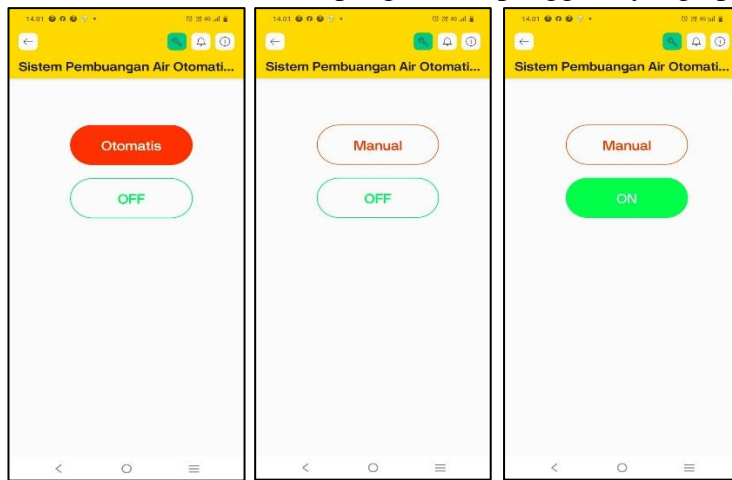 14.01
Sistem Pembuangan Air Otomati...
Otomatis
OFF
14.01
Sistem Pembuangan Air Otomati...
Manual
OFF
14.01
Sistem Pembuangan Air Otomati...
Manual
ON